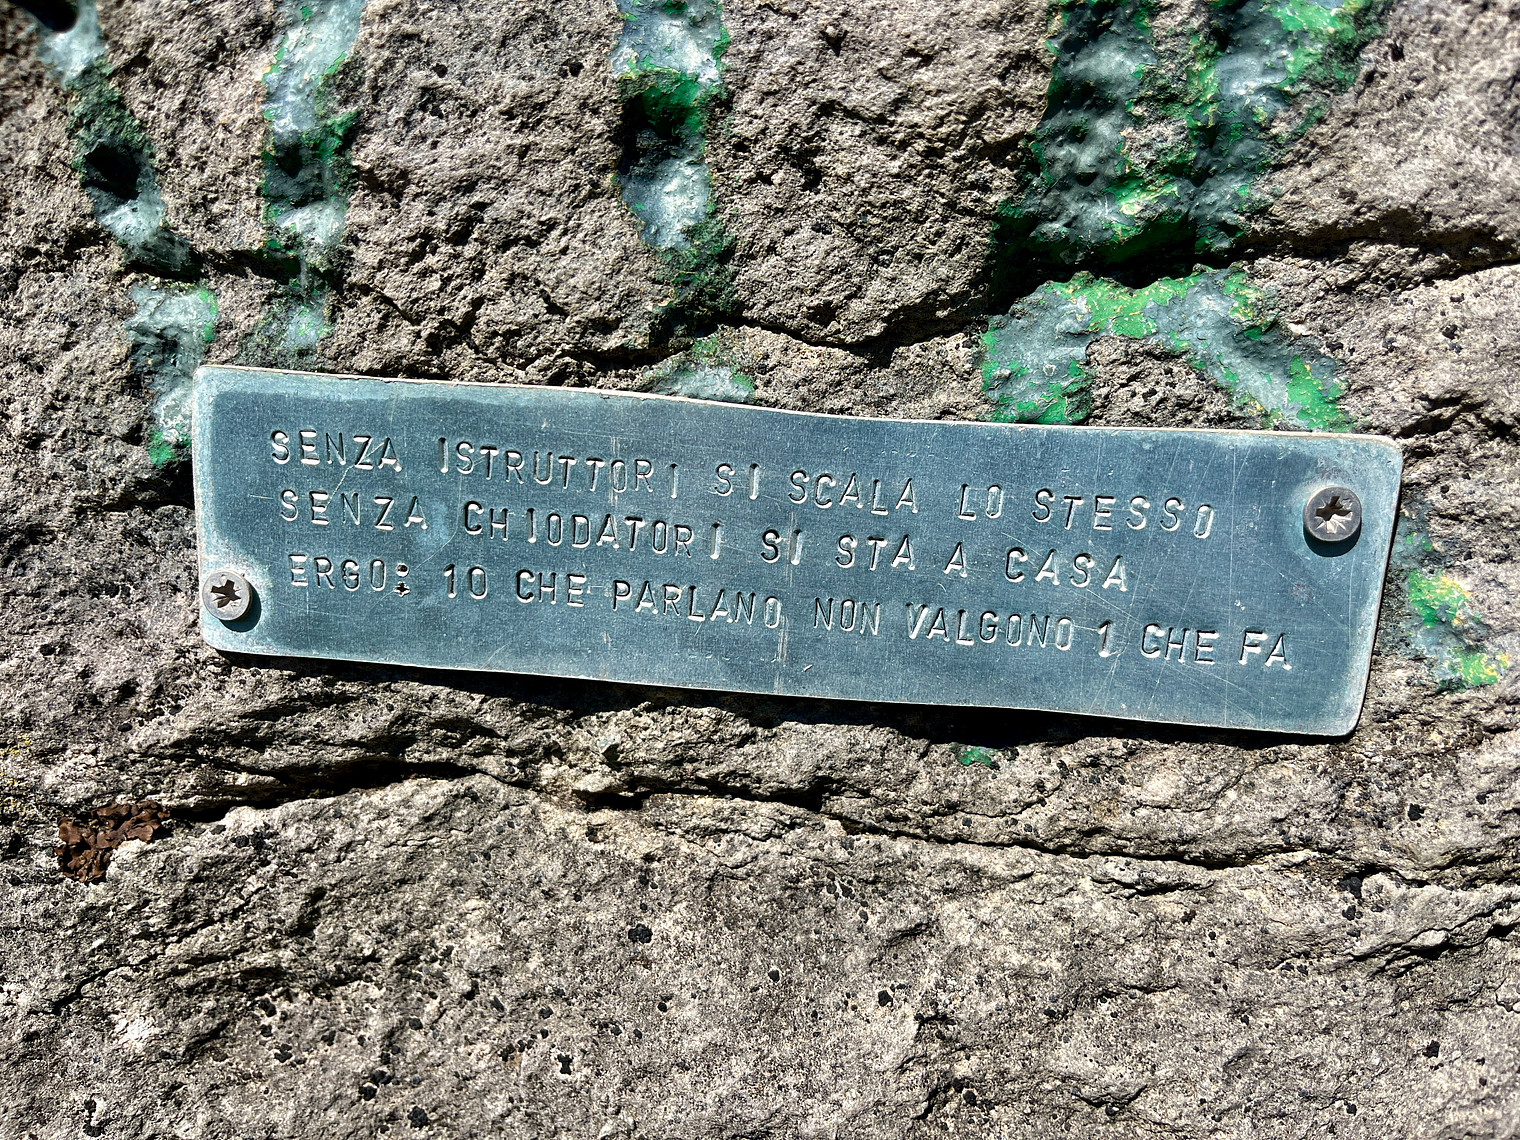 SENZA ISTRUTTORI SI SCALA LO STESSO
SENZA CHIODATORI SI STA A CASA
ERGO: 10 CHE PARLANO NON VALGONO 1 CHE FA